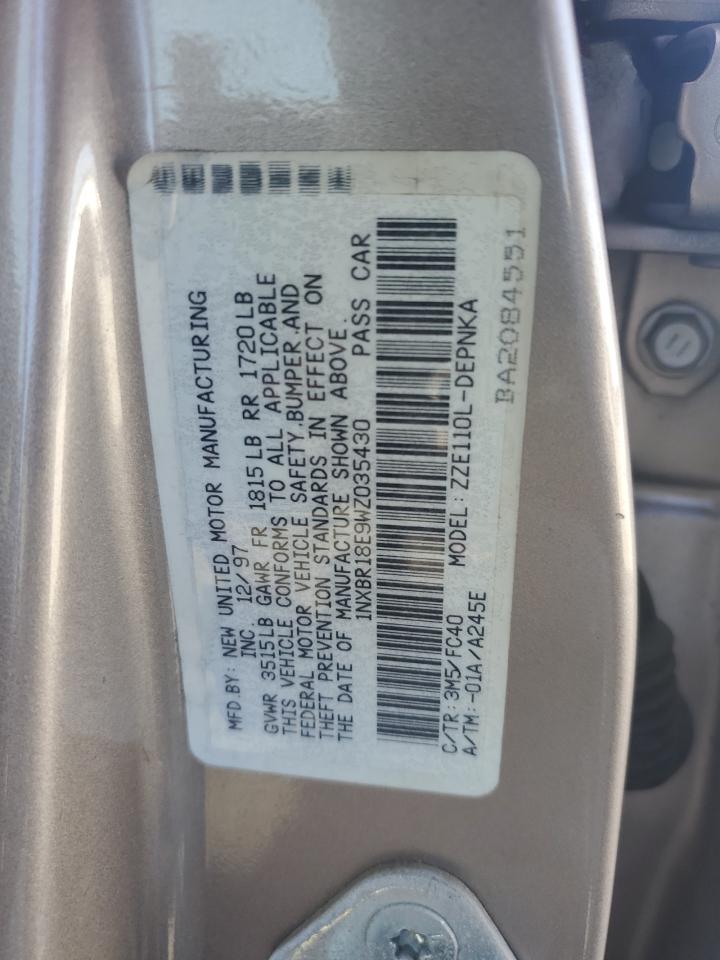 MFD.BY: NEW UNITED MOTOR MANUFACTURING
INC. 12/97
GVWR 3515LB GAWR FR 1815LB RR 1720LB
THIS VEHICLE CONFORMS TO ALL APPLICABLE
FEDERAL MOTOR VEHICLE SAFETY,BUMPER,AND
THEFT PREVENTION STANDARDS IN EFFECT ON
THE DATE OF MANUFACTURE SHOWN ABOVE.
1NXBR18E9WZ035430 PASS CAR
C/TR: 3M5/FC40 MODEL: ZZE110L-DEPNKA
A/TM: -01A/A245E
BA2084551